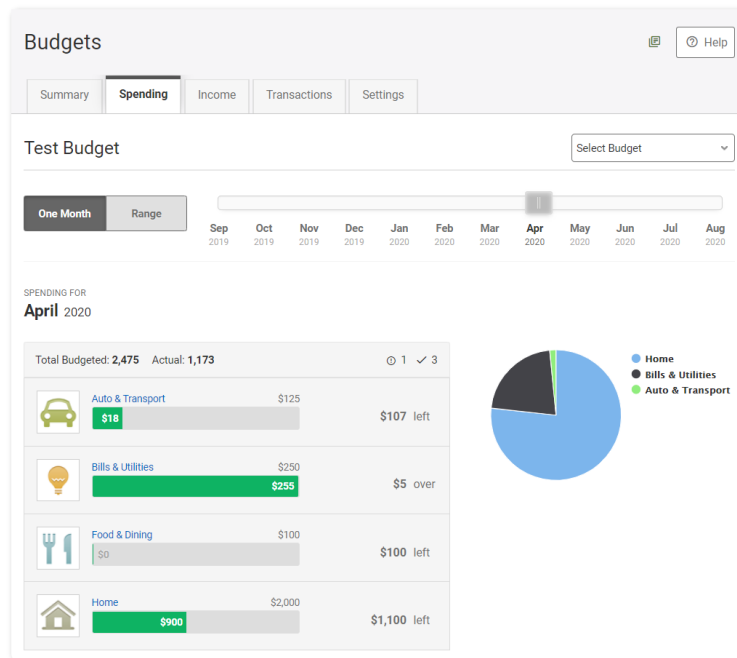 Budgets
Help
Summary Spending Income Transactions Settings
Test Budget
Select Budget
One Month Range
Sep Oct Nov Dec Jan Feb Mar Apr May Jun Jul Aug
2019 2019 2019 2019 2020 2020 2020 2020 2020 2020 2020 2020
SPENDING FOR
April 2020
Total Budgeted: 2,475 Actual: 1,173 1 3
Auto & Transport $125
$18
$107 left
Bills & Utilities $250
$255
$5 over
Food & Dining $100
$0
$100 left
Home $2,000
$900
$1,100 left
Home
Bills & Utilities
Auto & Transport